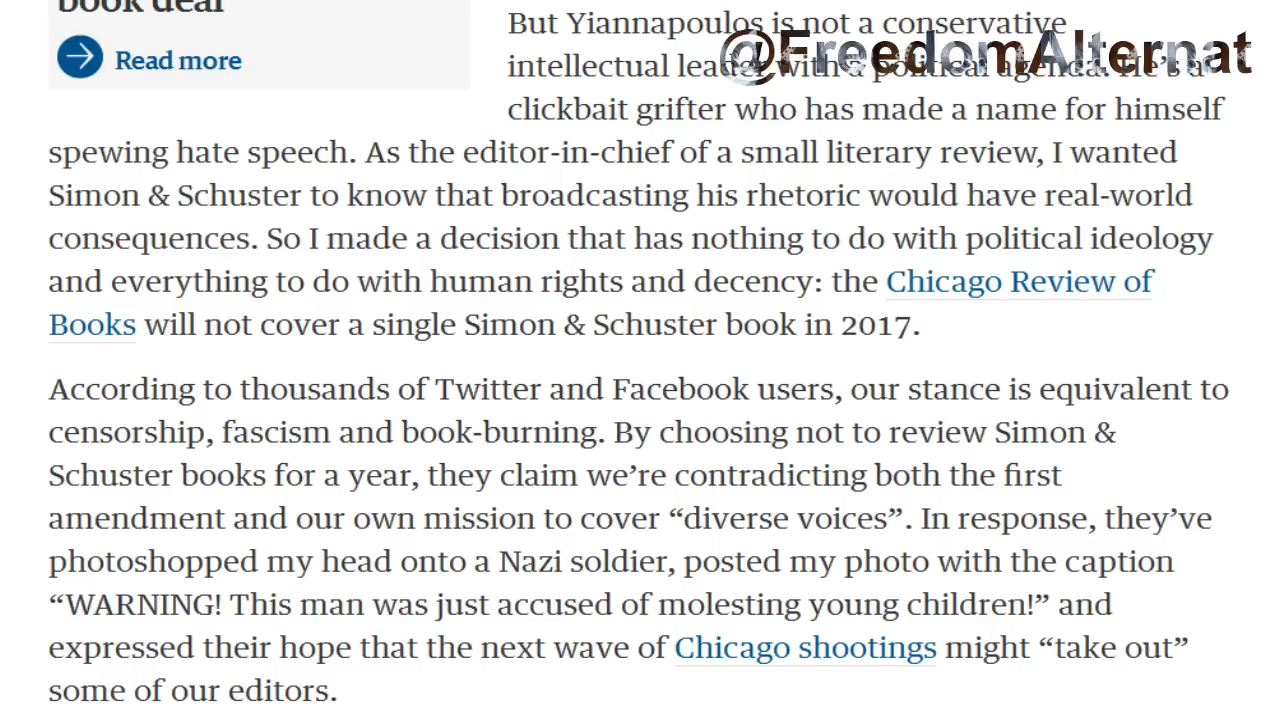 book deal
Read more
But Yiannapoulos is not a conservative
intellectual leader with a political agenda. He's a
@FreedomAlternat
clickbait grifter who has made a name for himself
spewing hate speech. As the editor-in-chief of a small literary review, I wanted
Simon & Schuster to know that broadcasting his rhetoric would have real-world
consequences. So I made a decision that has nothing to do with political ideology
and everything to do with human rights and decency: the Chicago Review of
Books will not cover a single Simon & Schuster book in 2017.
According to thousands of Twitter and Facebook users, our stance is equivalent to
censorship, fascism and book-burning. By choosing not to review Simon &
Schuster books for a year, they claim we’re contradicting both the first
amendment and our own mission to cover “diverse voices”. In response, they’ve
photoshopped my head onto a Nazi soldier, posted my photo with the caption
“WARNING! This man was just accused of molesting young children!” and
expressed their hope that the next wave of Chicago shootings might “take out”
some of our editors.